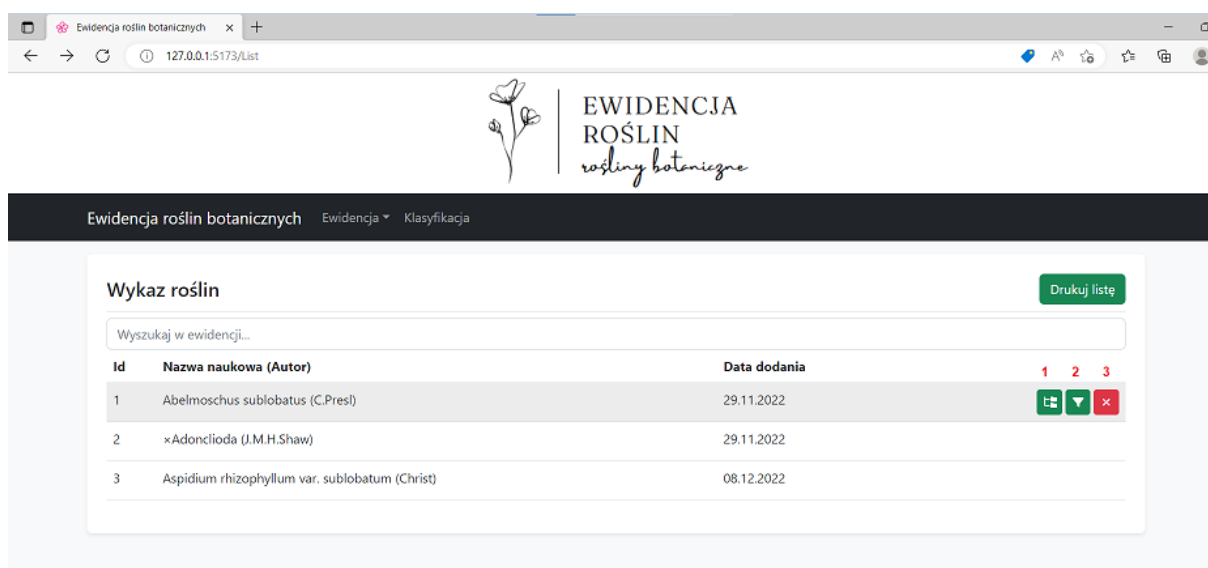 Ewidencja roślin botanicznych
127.0.0.1:5173/List
EWIDENCJA
ROŚLIN
rośliny botaniczne
Ewidencja roślin botanicznych Ewidencja Klasyfikacja
Wykaz roślin Drukuj listę
Wyszukaj w ewidencji...
Id Nazwa naukowa (Autor) Data dodania 1 2 3
1 Abelmoschus sublobatus (C.Presl) 29.11.2022
2 ×Adonclioda (J.M.H.Shaw) 29.11.2022
3 Aspidium rhizophyllum var. sublobatum (Christ) 08.12.2022